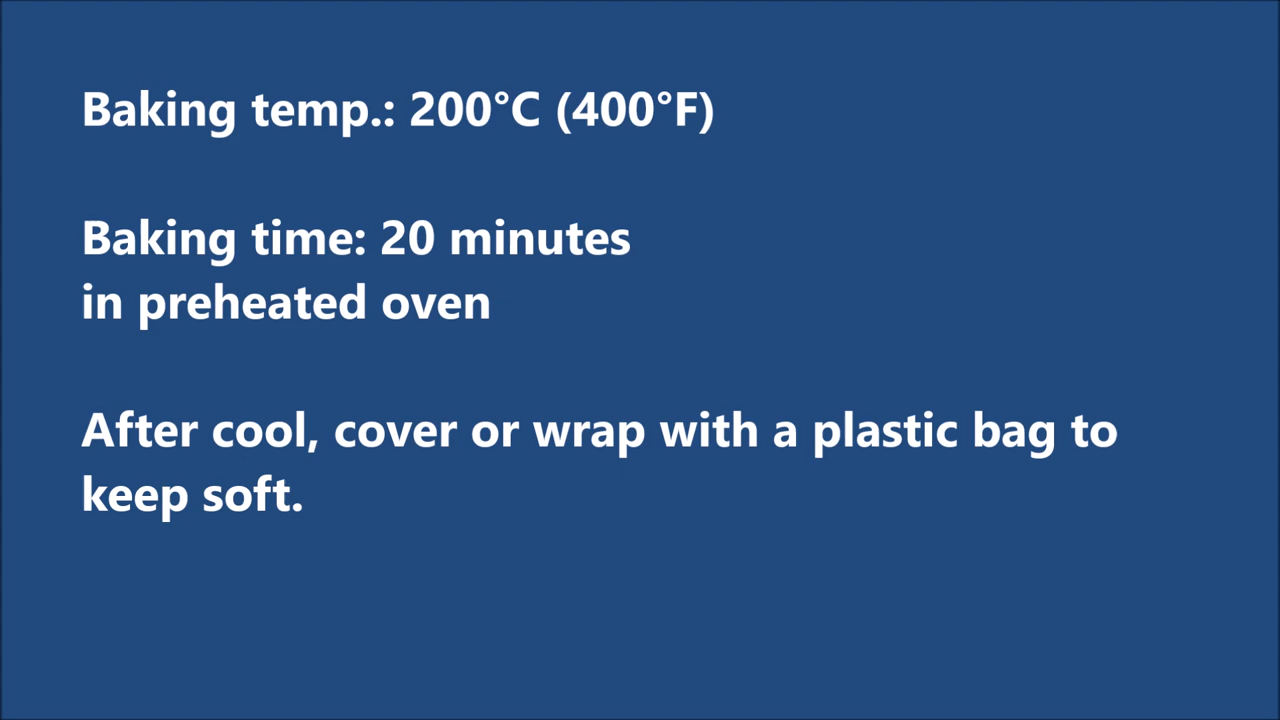 Baking temp.: 200°C (400°F)
Baking time: 20 minutes
in preheated oven
After cool, cover or wrap with a plastic bag to
keep soft.